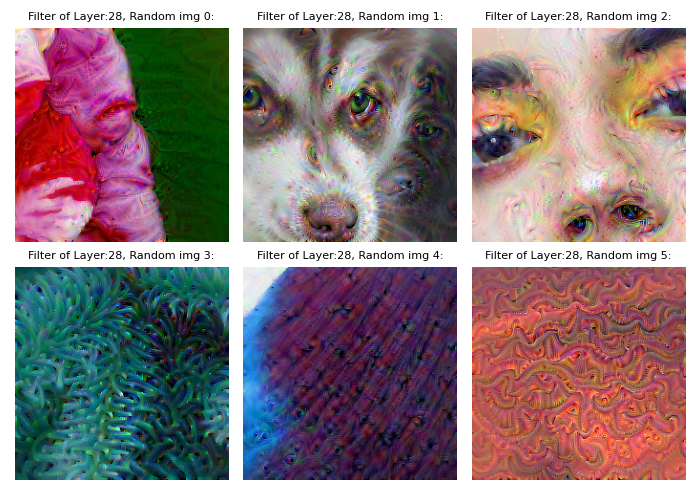 Filter of Layer:28, Random img 0:
Filter of Layer:28, Random img 1:
Filter of Layer:28, Random img 2:
Filter of Layer:28, Random img 3:
Filter of Layer:28, Random img 4:
Filter of Layer:28, Random img 5: